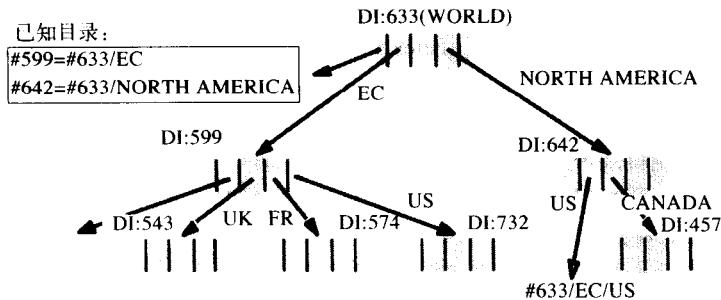 DI:633(WORLD)
已知目录：
#599=#633/EC
#642=#633/NORTH AMERICA
EC
NORTH AMERICA
DI:599
DI:642
US
US
CANADA
DI:543
UK
FR
DI:574
DI:732
DI:457
#633/EC/US